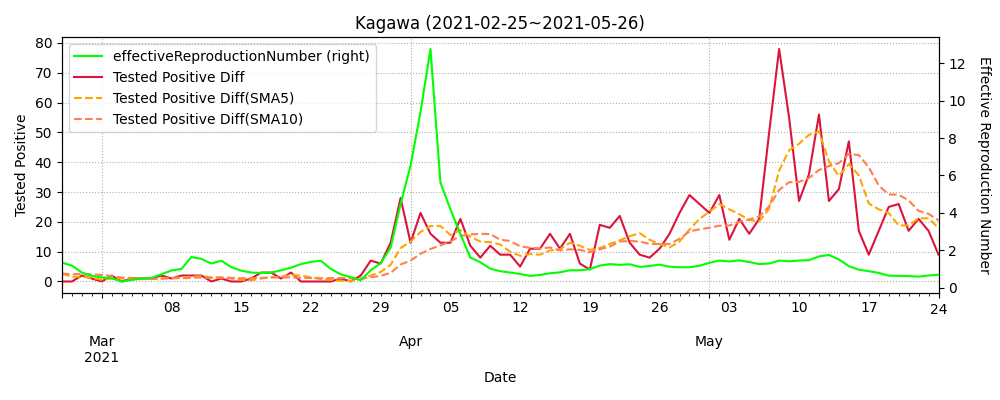 Kagawa (2021-02-25~2021-05-26)
effectiveReproductionNumber (right)
Tested Positive Diff
Tested Positive Diff(SMA5)
Tested Positive Diff(SMA10)
Tested Positive
80
70
60
50
40
30
20
10
0
Effective Reproduction Number
12
10
8
6
4
2
0
08 15 22 29 05 12 19 26 03 10 17 24
Mar Apr May
2021
Date